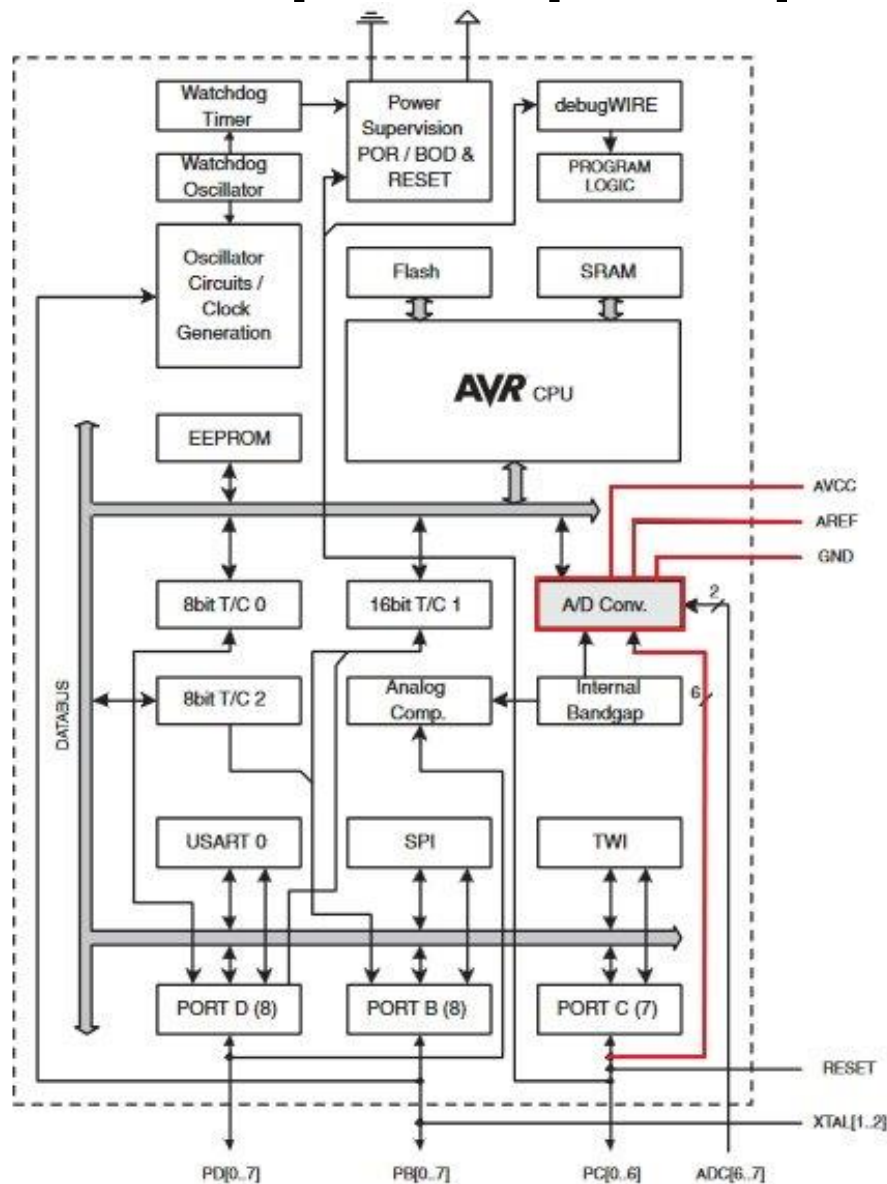 Watchdog
Timer
Power
Supervision
POR / BOD &
RESET
debugWIRE
Watchdog
Oscillator
PROGRAM
LOGIC
Oscillator
Circuits /
Clock
Generation
Flash
SRAM
AVR CPU
EEPROM
AVCC
AREF
GND
8bit T/C 0
16bit T/C 1
A/D Conv.
2
DATABUS
8bit T/C 2
Analog
Comp.
Internal
Bandgap
6
USART 0
SPI
TWI
PORT D (8)
PORT B (8)
PORT C (7)
RESET
XTAL[1..2]
PD[0..7]
PB[0..7]
PC[0..6]
ADC[6..7]